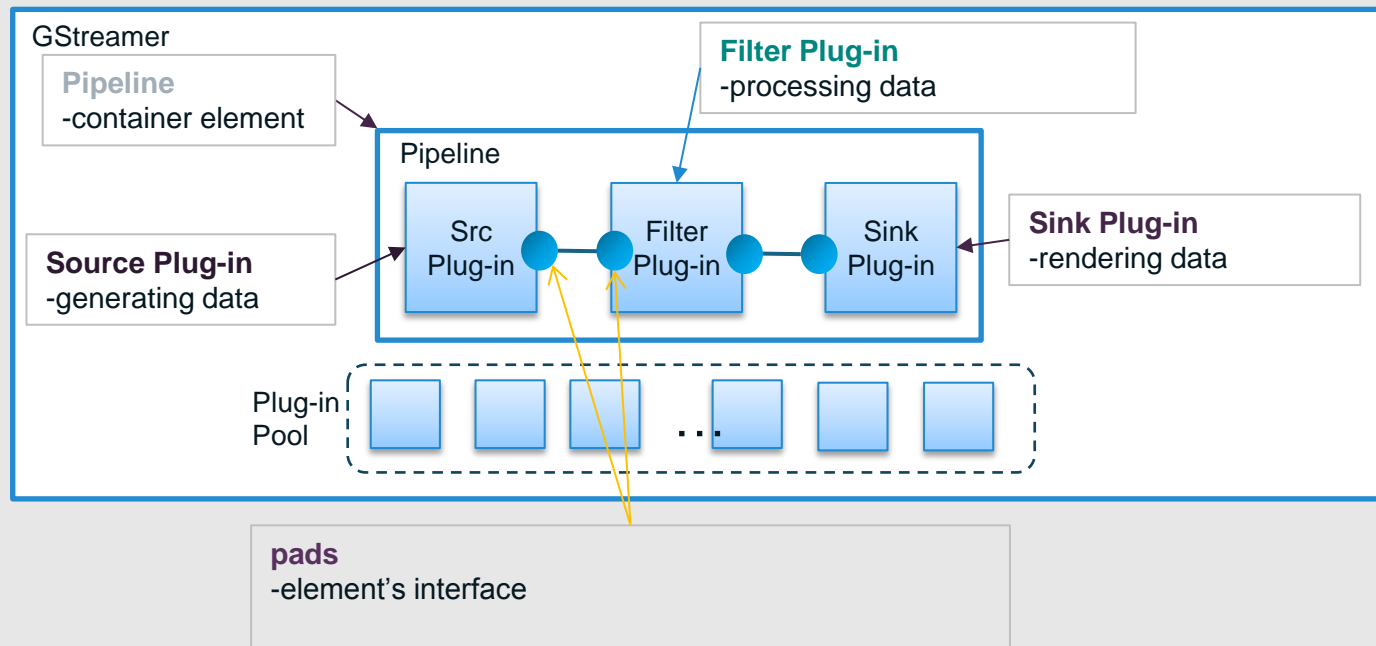 GStreamer
Pipeline
-container element
Filter Plug-in
-processing data
Pipeline
Src
Plug-in
Filter
Plug-in
Sink
Plug-in
Source Plug-in
-generating data
Sink Plug-in
-rendering data
Plug-in
Pool
...
pads
-element’s interface